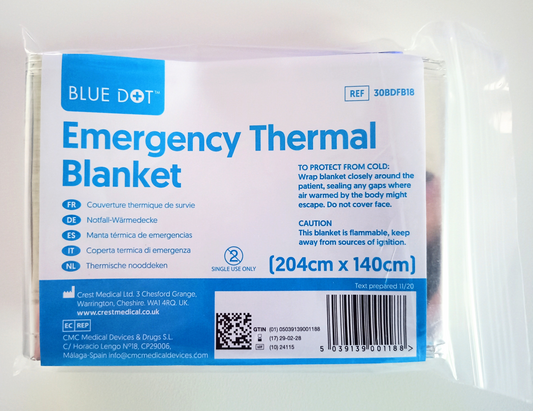 BLUE DOT™
REF 30BDFB18
Emergency Thermal
Blanket
TO PROTECT FROM COLD:
Wrap blanket closely around the
patient, sealing any gaps where
air warmed by the body might
escape. Do not cover face.
CAUTION
This blanket is flammable, keep
away from sources of ignition.
FR Couverture thermique de survie
DE Notfall-Wärmedecke
ES Manta térmica de emergencias
IT Coperta termica di emergenza
NL Thermische nooddeken
2
SINGLE USE ONLY
(204cm x 140cm)
Text prepared 11/20
Crest Medical Ltd. 3 Chesford Grange,
Warrington, Cheshire. WA1 4RQ UK.
www.crestmedical.co.uk
EC REP
CMC Medical Devices & Drugs S.L.
C/ Horacio Lengo Nº18, CP29006,
Málaga-Spain info@cmcmedicaldevices.com
GTIN (01) 05039139001188
(17) 29-02-28
(10) 24115
5 039139 001188 >